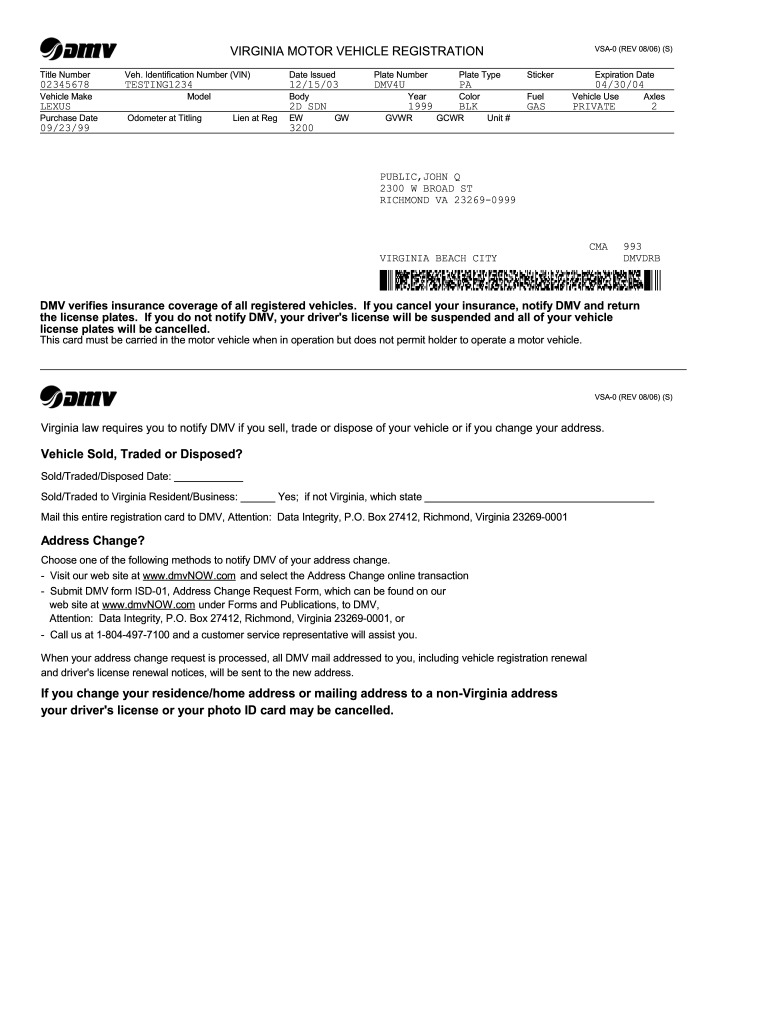 DMV
VIRGINIA MOTOR VEHICLE REGISTRATION
VSA-0 (REV 08/06) (S)
Title Number Veh. Identification Number (VIN) Date Issued Plate Number Plate Type Sticker Expiration Date
02345678 TESTING1234 12/15/03 DMV4U PA 04/30/04
Vehicle Make Model Body Year Color Fuel Vehicle Use Axles
LEXUS 2D SDN 1999 BLK GAS PRIVATE 2
Purchase Date Odometer at Titling Lien at Reg EW GW GVWR GCWR Unit #
09/23/99 3200
PUBLIC,JOHN Q
2300 W BROAD ST
RICHMOND VA 23269-0999
CMA 993
VIRGINIA BEACH CITY DMVDRB
DMV verifies insurance coverage of all registered vehicles. If you cancel your insurance, notify DMV and return
the license plates. If you do not notify DMV, your driver's license will be suspended and all of your vehicle
license plates will be cancelled.
This card must be carried in the motor vehicle when in operation but does not permit holder to operate a motor vehicle.
DMV
VSA-0 (REV 08/06) (S)
Virginia law requires you to notify DMV if you sell, trade or dispose of your vehicle or if you change your address.
Vehicle Sold, Traded or Disposed?
Sold/Traded/Disposed Date: ____________
Sold/Traded to Virginia Resident/Business: ______ Yes; if not Virginia, which state ________________________________________
Mail this entire registration card to DMV, Attention: Data Integrity, P.O. Box 27412, Richmond, Virginia 23269-0001
Address Change?
Choose one of the following methods to notify DMV of your address change.
- Visit our web site at www.dmvNOW.com and select the Address Change online transaction
- Submit DMV form ISD-01, Address Change Request Form, which can be found on our
web site at www.dmvNOW.com under Forms and Publications, to DMV,
Attention: Data Integrity, P.O. Box 27412, Richmond, Virginia 23269-0001, or
- Call us at 1-804-497-7100 and a customer service representative will assist you.
When your address change request is processed, all DMV mail addressed to you, including vehicle registration renewal
and driver's license renewal notices, will be sent to the new address.
If you change your residence/home address or mailing address to a non-Virginia address
your driver's license or your photo ID card may be cancelled.